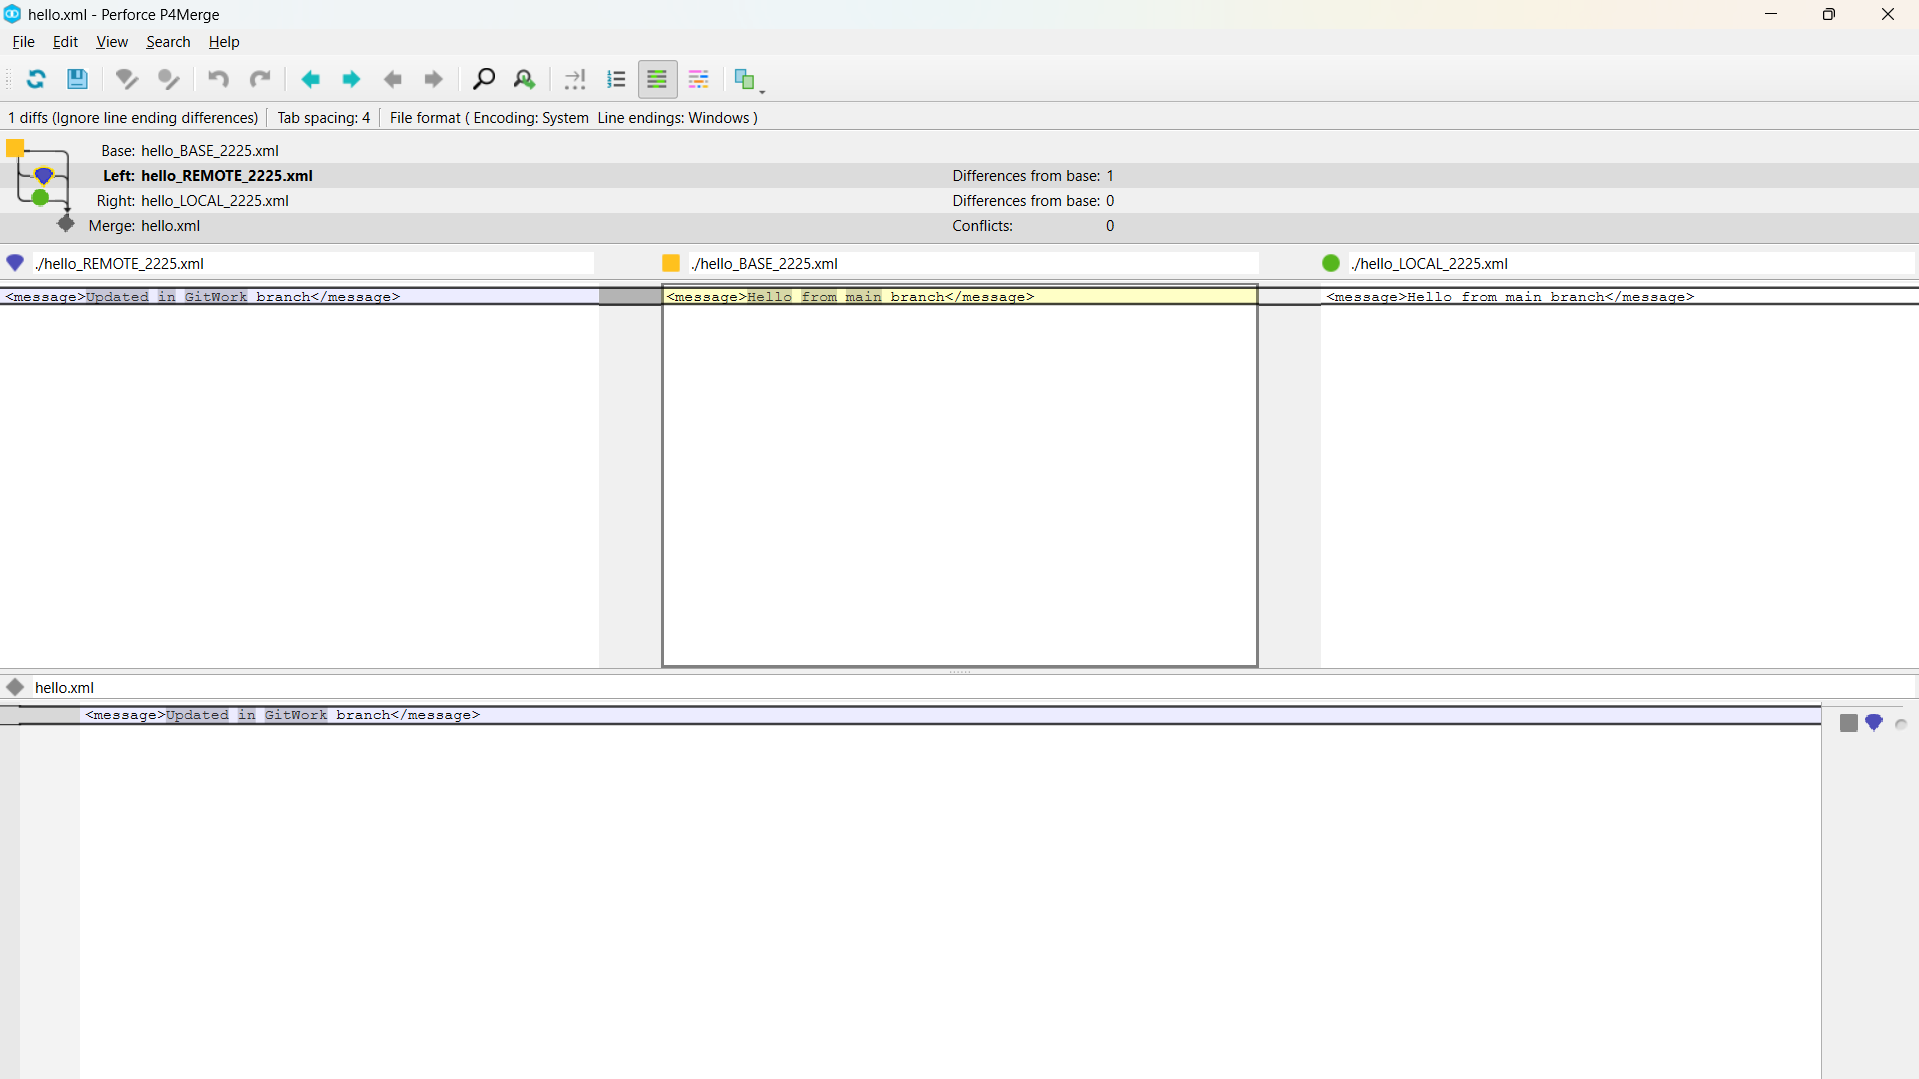 hello.xml - Perforce P4Merge
File Edit View Search Help
1 diffs (Ignore line ending differences) Tab spacing: 4 File format ( Encoding: System Line endings: Windows )
Base: hello_BASE_2225.xml
Left: hello_REMOTE_2225.xml Differences from base: 1
Right: hello_LOCAL_2225.xml Differences from base: 0
Merge: hello.xml Conflicts: 0
./hello_REMOTE_2225.xml ./hello_BASE_2225.xml ./hello_LOCAL_2225.xml
<message>Updated in GitWork branch</message> <message>Hello from main branch</message> <message>Hello from main branch</message>
hello.xml
<message>Updated in GitWork branch</message>